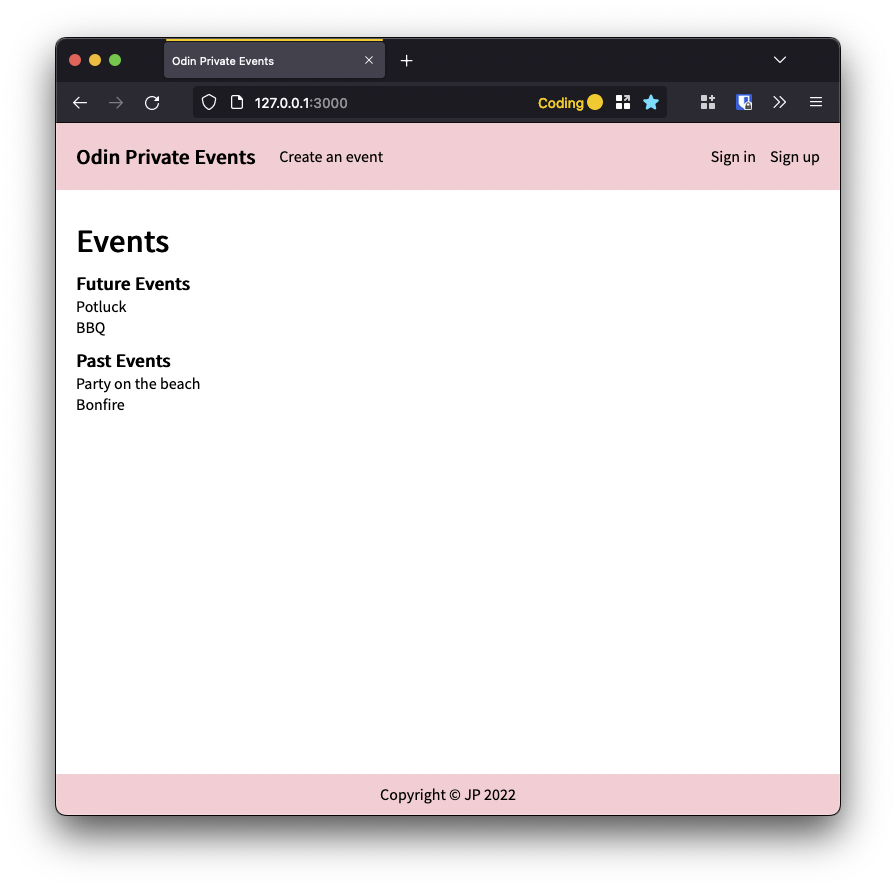 Odin Private Events
127.0.0.1:3000
Coding
Odin Private Events Create an event Sign in Sign up
Events
Future Events
Potluck
BBQ
Past Events
Party on the beach
Bonfire
Copyright © JP 2022